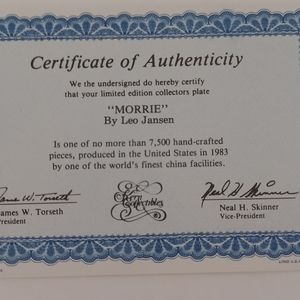 Certificate of Authenticity
We the undersigned do hereby certify
that your limited edition collectors plate
"MORRIE"
By Leo Jansen
Is one of no more than 7,500 hand-crafted
pieces, produced in the United States in 1983
by one of the world's finest china facilities.
James W. Torseth
Neal H. Skinner
President
Vice-President